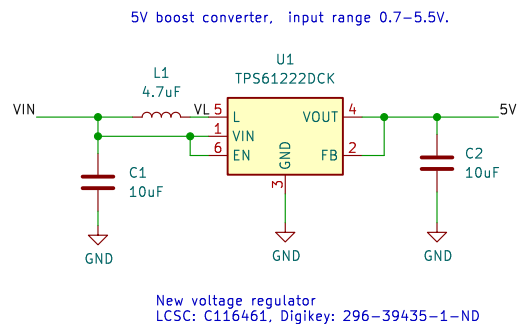 5V boost converter,  input range 0.7-5.5V.
U1
TPS61222DCK
L1
4.7uF
VIN
VL
5
L
VOUT
4
5V
1
VIN
6
EN
GND
FB
2
3
C1
10uF
C2
10uF
GND
GND
GND
New voltage regulator
LCSC: C116461, Digikey: 296-39435-1-ND